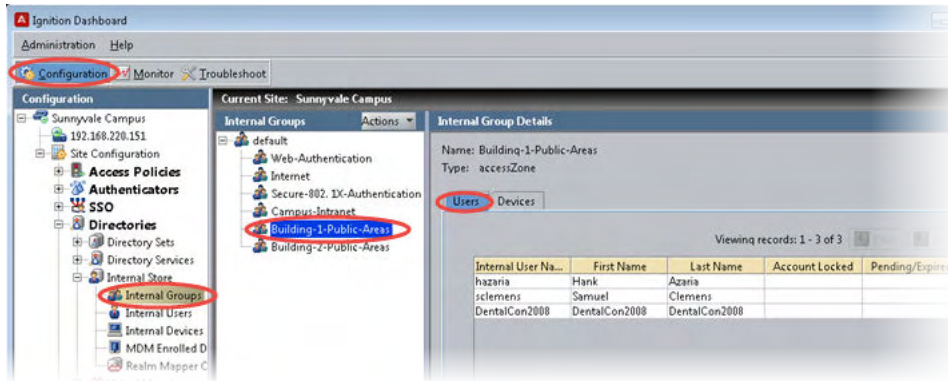 Ignition Dashboard
Administration Help
Configuration Monitor Troubleshoot
Configuration
Sunnyvale Campus
192.168.220.151
Site Configuration
Access Policies
Authenticators
SSO
Directories
Directory Sets
Directory Services
Internal Store
Internal Groups
Internal Users
Internal Devices
MDM Enrolled D
Realm Mapper C
Current Site: Sunnyvale Campus
Internal Groups Actions
default
Web-Authentication
Internet
Secure-802. 1X-Authentication
Campus-Intranet
Building-1-Public-Areas
Building-2-Public-Areas
Internal Group Details
Name: Building-1-Public-Areas
Type: accessZone
Users Devices
Viewing records: 1 - 3 of 3
Internal User Na... First Name Last Name Account Locked Pending/Expire
hazaria Hank Azaria
sclemens Samuel Clemens
DentalCon2008 DentalCon2008 DentalCon2008